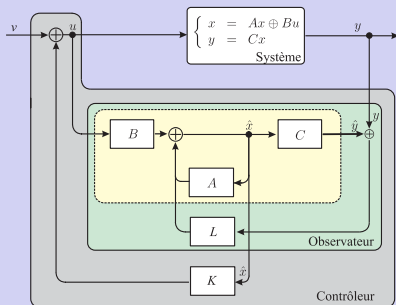 v
u
x = Ax ⊕ Bu
y = Cx
Système
y
y
B
x̂
C
ŷ
A
L
Observateur
K
x̂
Contrôleur